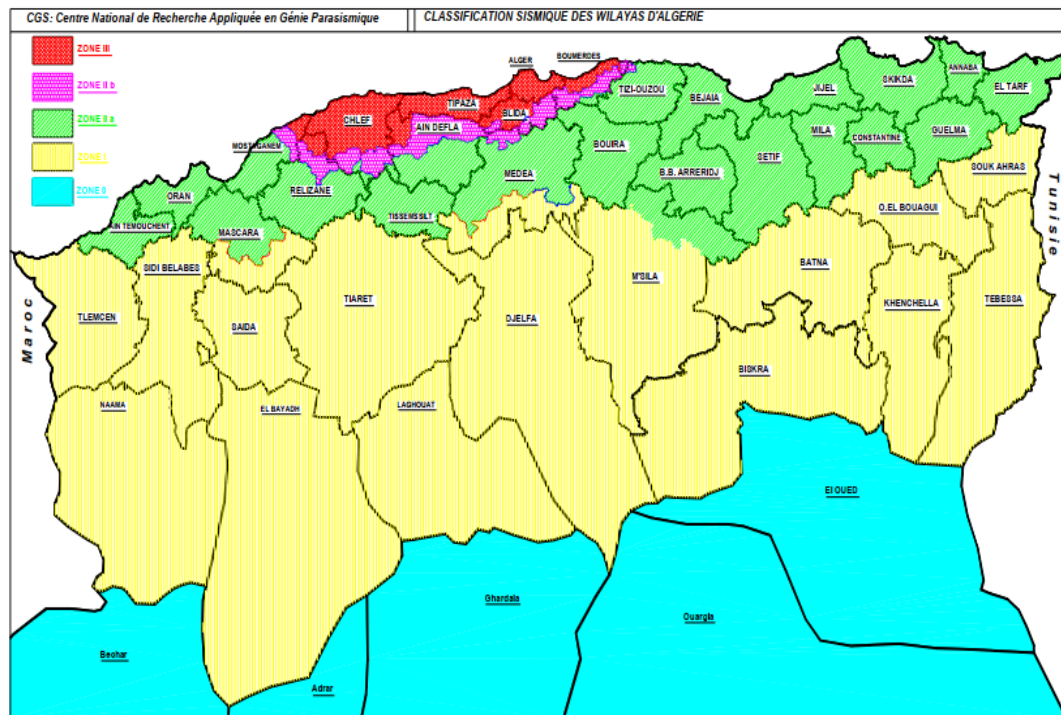 CGS: Centre National de Recherche Appliquée en Génie Parasismique
CLASSIFICATION SISMIQUE DES WILAYAS D'ALGERIE
ZONE III
ZONE II b
ZONE II a
ZONE I
ZONE 0
ALGER
BOUMERDES
TIPAZA
BLIDA
CHLEF
AIN DEFLA
TIZI-OUZOU
BEJAIA
JIJEL
SKIKDA
ANNABA
EL TARF
MOSTAGANEM
BOUIRA
MILA
CONSTANTINE
GUELMA
SETIF
B.B. ARRERIDJ
MEDEA
SOUK AHRAS
Tunisie
ORAN
RELIZANE
TISSEMSSILT
O.EL BOUAGUI
IN TEMOUCHENT
MASCARA
SIDI BELABES
BATNA
M'SILA
TIARET
KHENCHELLA
TEBESSA
Maroc
TLEMCEN
SAIDA
DJELFA
BISKRA
NAAMA
EL BAYADH
LAGHOUAT
El OUED
Ghardaia
Ouargla
Bechar
Adrar